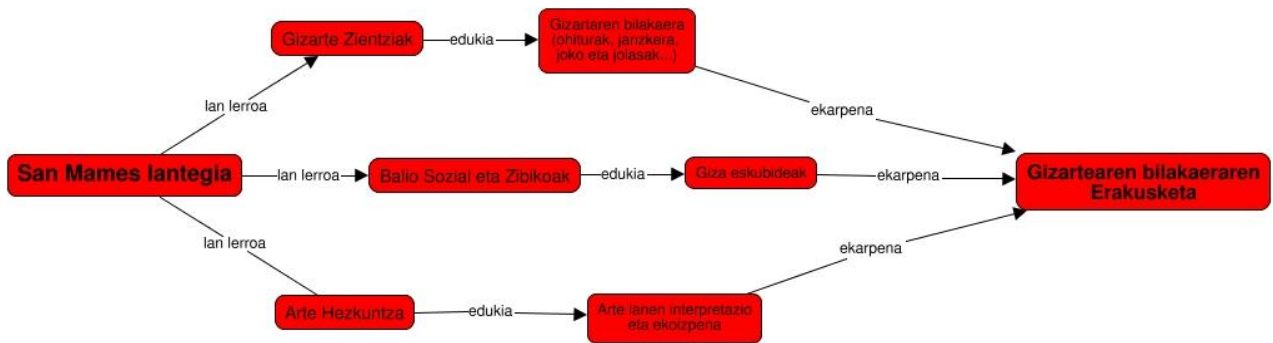 Gizarte Zientziak
edukia
Gizartaren bilakaera
(ohiturak, janzkera,
joko eta jolasak...)
lan lerroa
ekarpena
San Mames lantegia
lan lerroa
Balio Sozial eta Zibikoak
edukia
Giza eskubideak
ekarpena
Gizartearen bilakaeraren
Erakusketa
lan lerroa
ekarpena
Arte Hezkuntza
edukia
Arte lanen interpretazio
eta ekoizpena